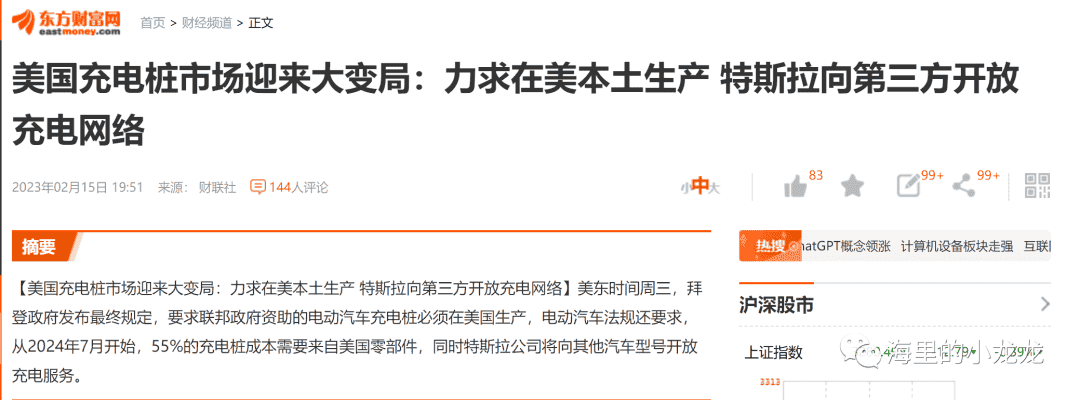 东方财富网
eastmoney.com
首页 > 财经频道 > 正文
美国充电桩市场迎来大变局：力求在美本土生产 特斯拉向第三方开放
充电网络
2023年02月15日 19:51 来源： 财联社 144人评论
小 中 大
83
99+
99+
摘要
【美国充电桩市场迎来大变局：力求在美本土生产 特斯拉向第三方开放充电网络】美东时间周三，拜
登政府发布最终规定，要求联邦政府资助的电动汽车充电桩必须在美国生产，电动汽车法规还要求，
从2024年7月开始，55%的充电桩成本需要来自美国零部件，同时特斯拉公司将向其他汽车型号开放
充电服务。
热搜 hatGPT概念领涨 计算机设备板块走强 互联
沪深股市
上证指数
海里的小龙龙
3313